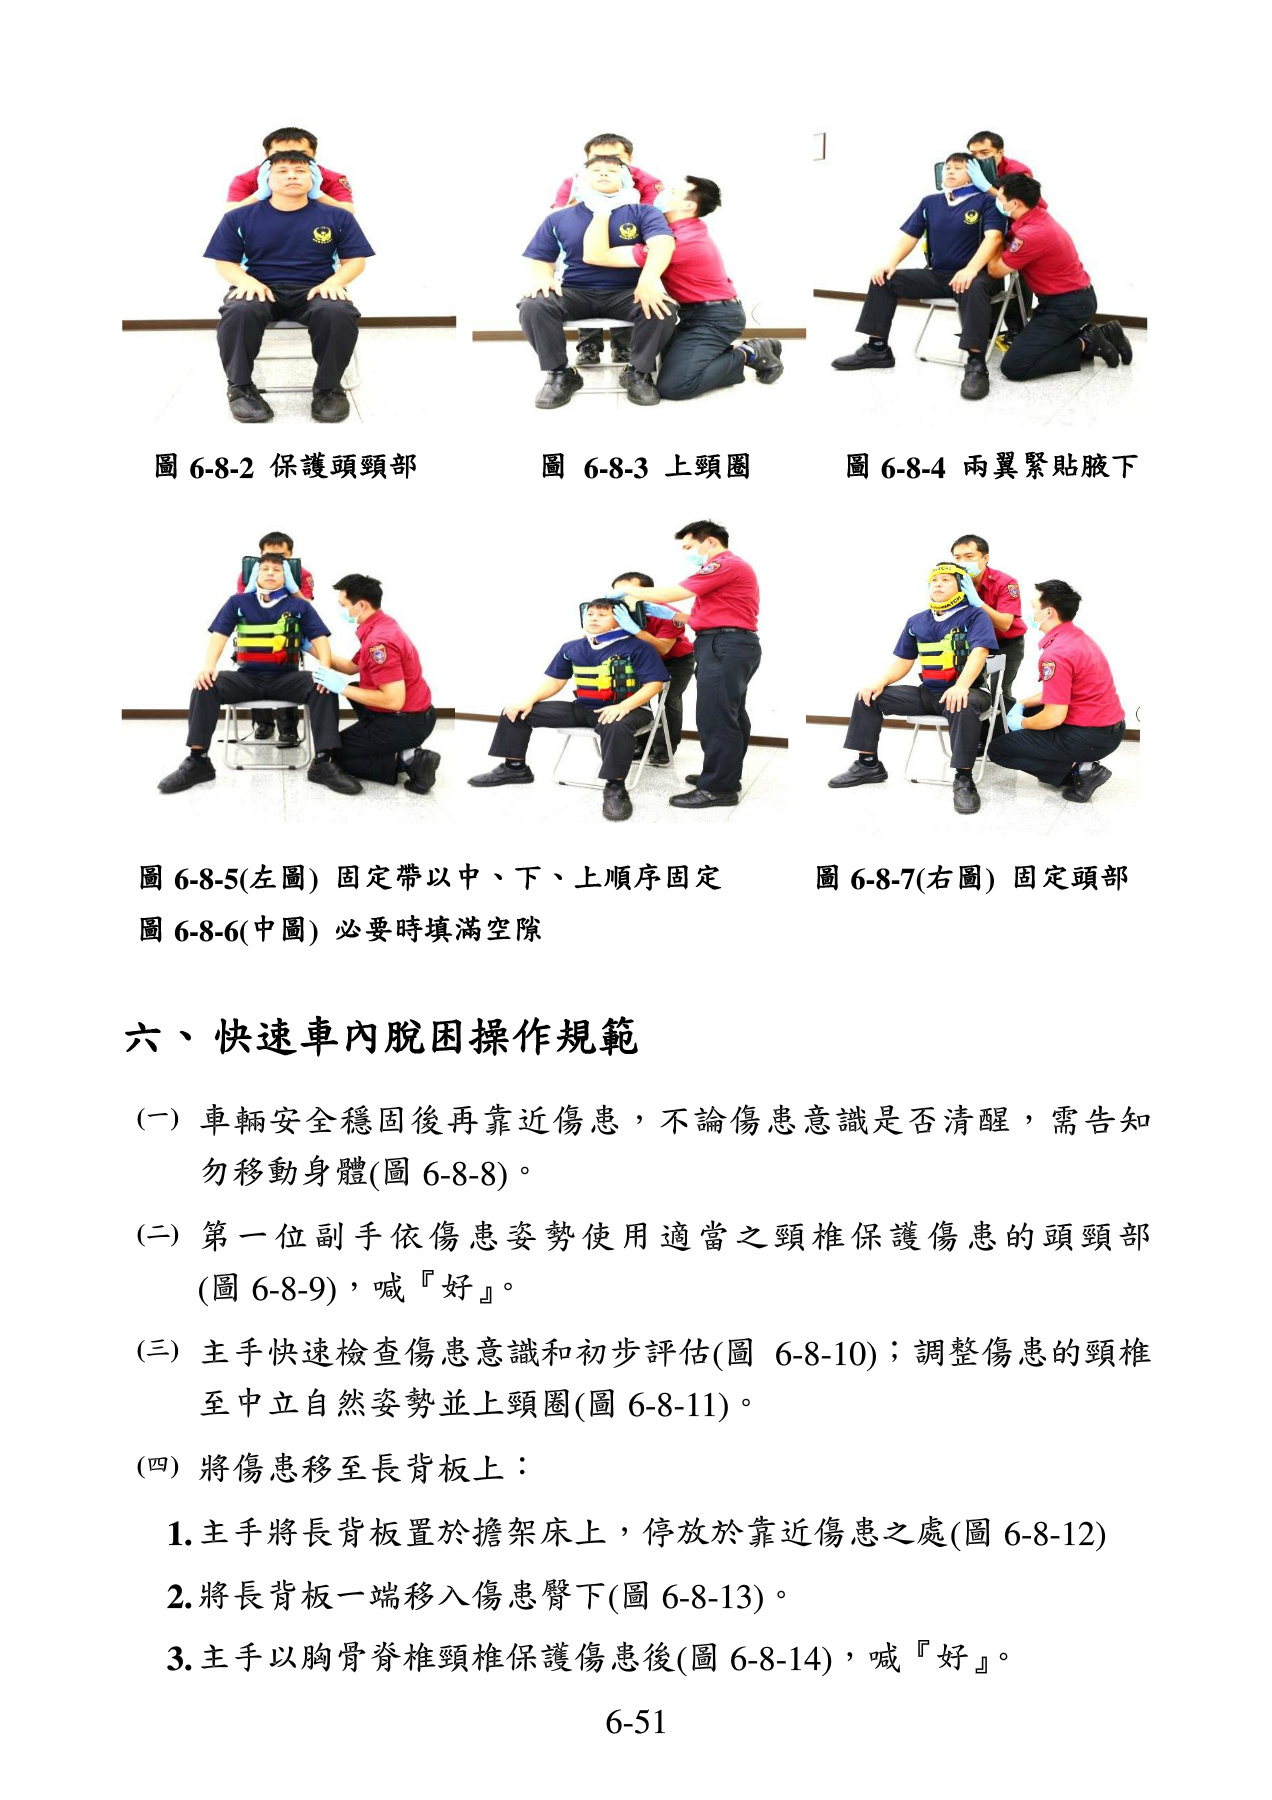 圖 6-8-2 保護頭頸部
圖 6-8-3 上頸圈
圖 6-8-4 兩翼緊貼腋下
圖 6-8-5(左圖) 固定帶以中、下、上順序固定
圖 6-8-7(右圖) 固定頭部
圖 6-8-6(中圖) 必要時填滿空隙
六、快速車內脫困操作規範
(一) 車輛安全穩固後再靠近傷患，不論傷患意識是否清醒，需告知
勿移動身體(圖 6-8-8)。
(二) 第一位副手依傷患姿勢使用適當之頸椎保護傷患的頭頸部
(圖 6-8-9)，喊『好』。
(三) 主手快速檢查傷患意識和初步評估(圖 6-8-10)；調整傷患的頸椎
至中立自然姿勢並上頸圈(圖 6-8-11)。
(四) 將傷患移至長背板上：
1.主手將長背板置於擔架床上，停放於靠近傷患之處(圖 6-8-12)
2.將長背板一端移入傷患臀下(圖 6-8-13)。
3.主手以胸骨脊椎頸椎保護傷患後(圖 6-8-14)，喊『好』。
6-51